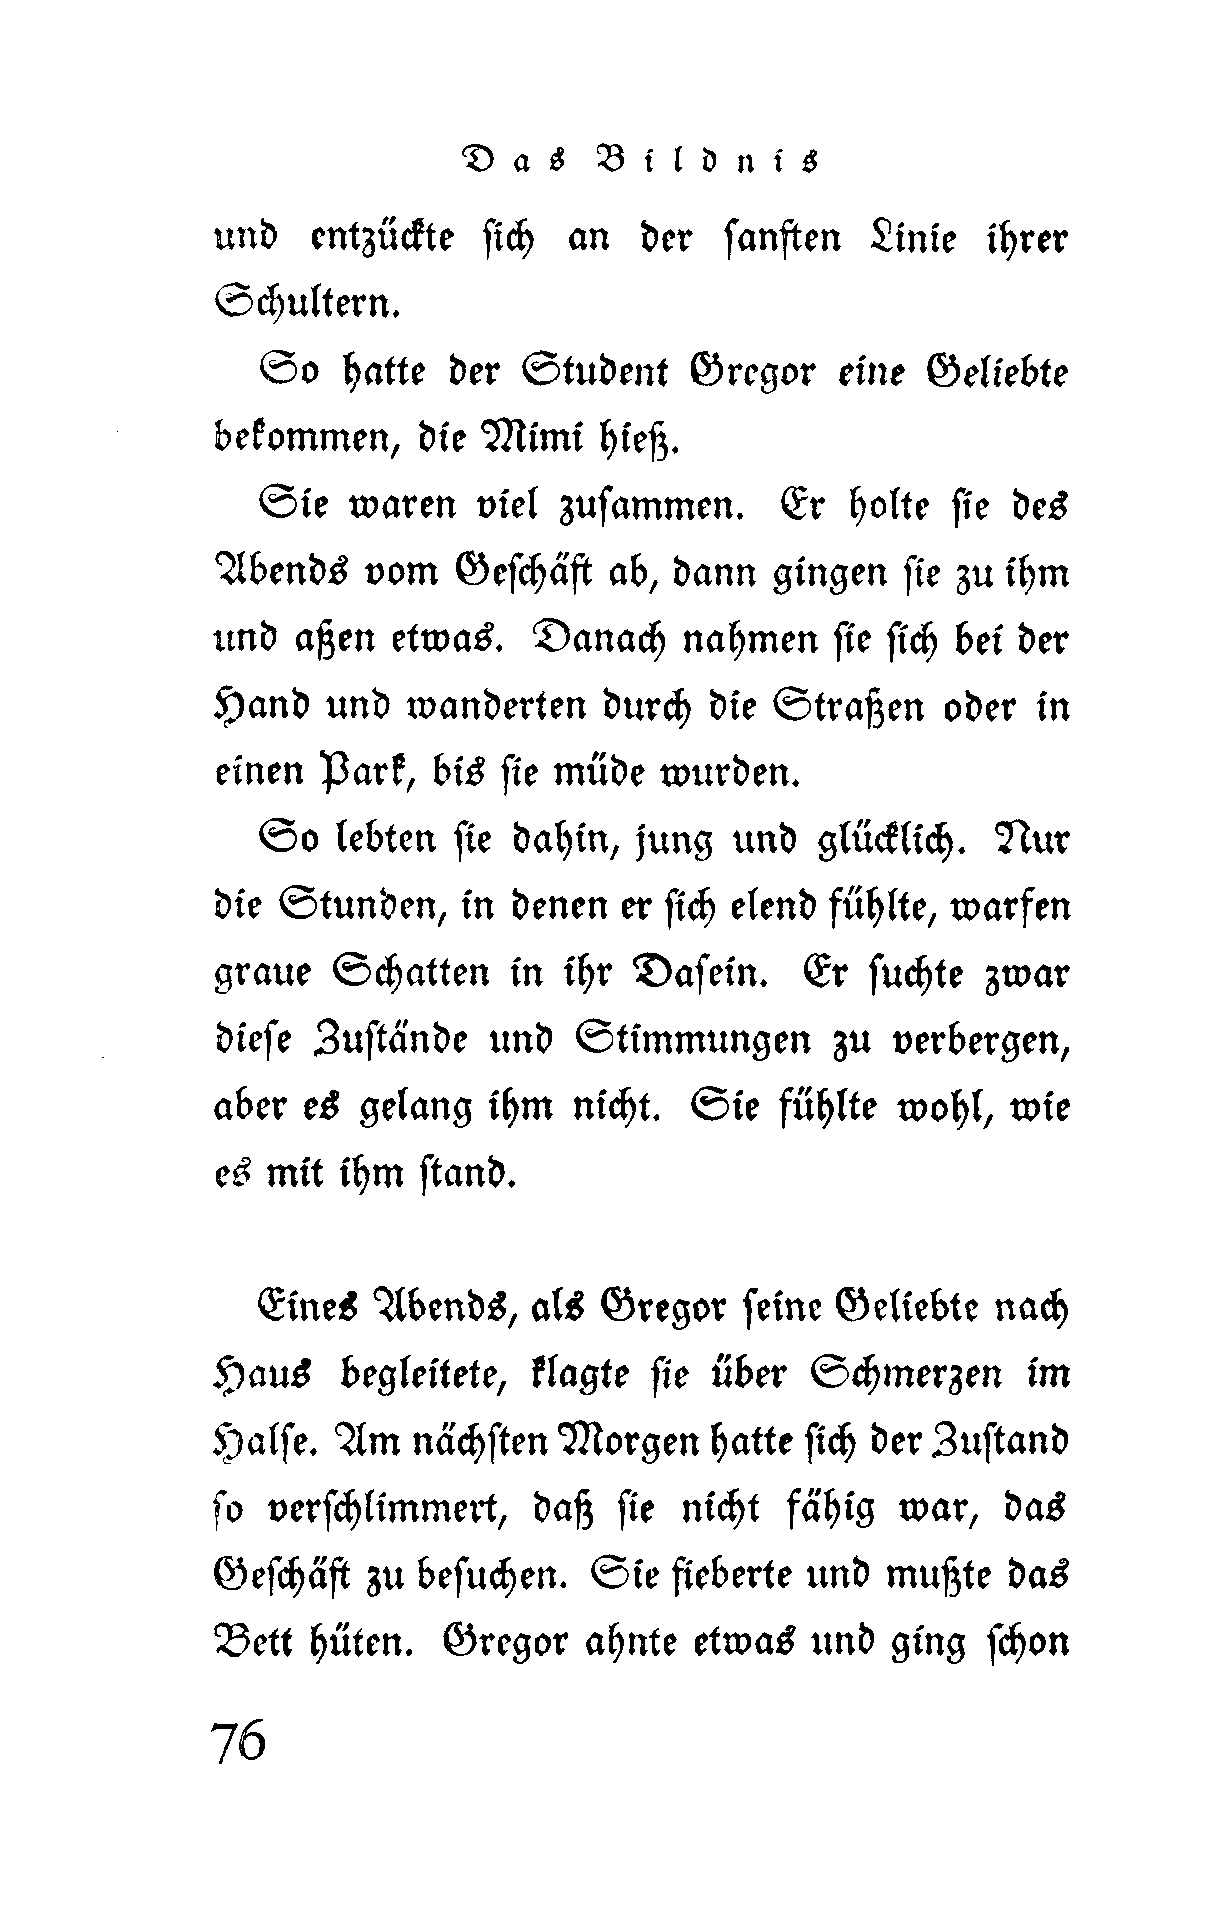 Das Bildnis
und entzückte sich an der sanften Linie ihrer
Schultern.
So hatte der Student Gregor eine Geliebte
bekommen, die Mimi hieß.
Sie waren viel zusammen. Er holte sie des
Abends vom Geschäft ab, dann gingen sie zu ihm
und aßen etwas. Danach nahmen sie sich bei der
Hand und wanderten durch die Straßen oder in
einen Park, bis sie müde wurden.
So lebten sie dahin, jung und glücklich. Nur
die Stunden, in denen er sich elend fühlte, warfen
graue Schatten in ihr Dasein. Er suchte zwar
diese Zustände und Stimmungen zu verbergen,
aber es gelang ihm nicht. Sie fühlte wohl, wie
es mit ihm stand.
Eines Abends, als Gregor seine Geliebte nach
Haus begleitete, klagte sie über Schmerzen im
Halse. Am nächsten Morgen hatte sich der Zustand
so verschlimmert, daß sie nicht fähig war, das
Geschäft zu besuchen. Sie fieberte und mußte das
Bett hüten. Gregor ahnte etwas und ging schon
76